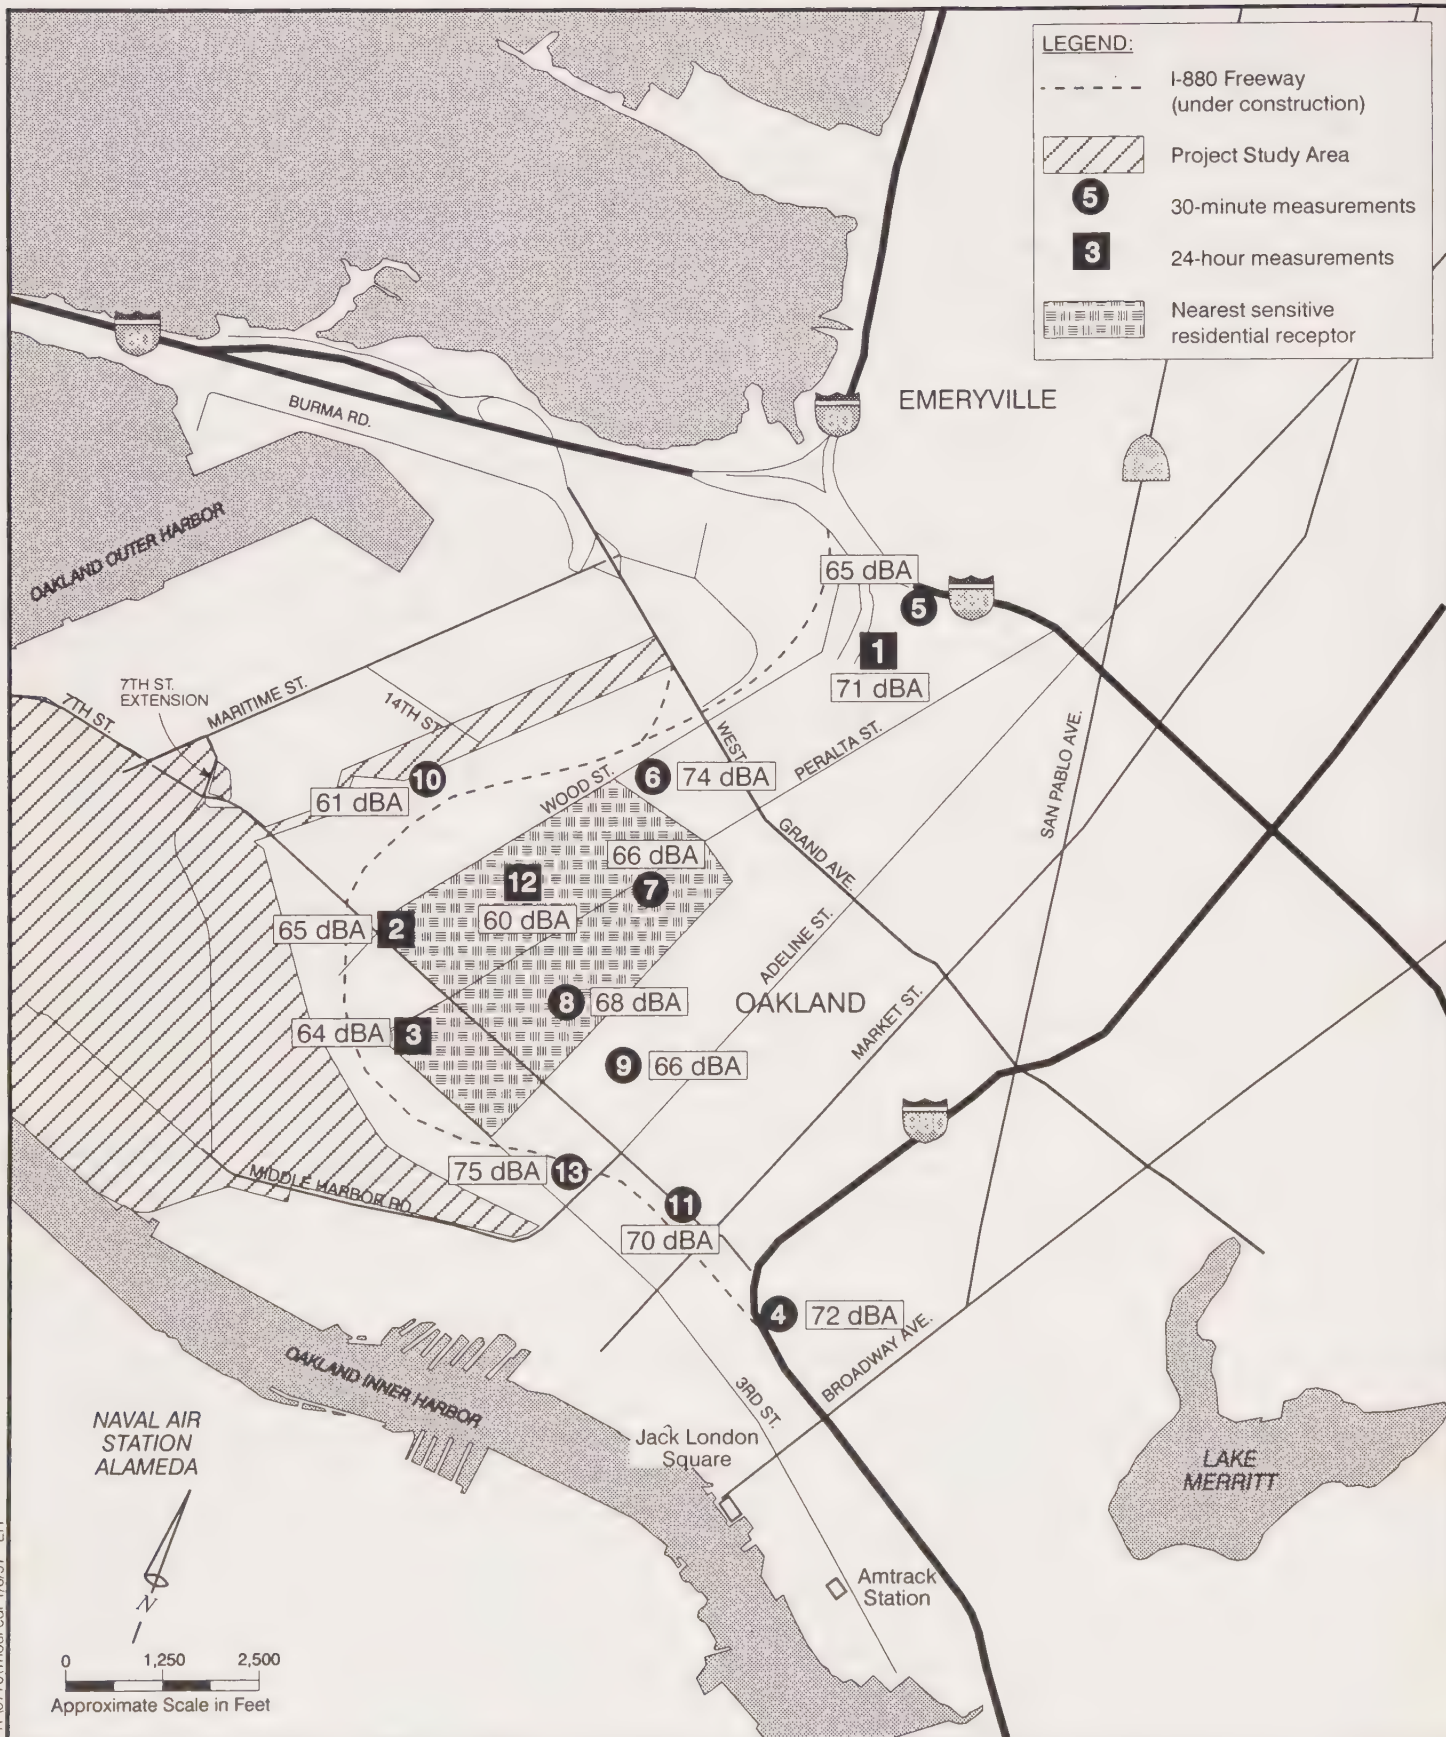 LEGEND:
I-880 Freeway
(under construction)
Project Study Area
5
30-minute measurements
3
24-hour measurements
Nearest sensitive
residential receptor
EMERYVILLE
BURMA RD.
OAKLAND OUTER HARBOR
65 dBA
5
1
71 dBA
7TH ST.
EXTENSION
7TH ST.
MARITIME ST.
14TH ST.
WEST
GRAND AVE.
PERALTA ST.
SAN PABLO AVE.
10
61 dBA
WOOD ST.
6
74 dBA
66 dBA
7
12
60 dBA
65 dBA
2
ADELINE ST.
OAKLAND
MARKET ST.
8
68 dBA
64 dBA
3
9
66 dBA
75 dBA
13
MIDDLE HARBOR RD.
11
70 dBA
4
72 dBA
BROADWAY AVE.
OAKLAND INNER HARBOR
3RD ST.
NAVAL AIR
STATION
ALAMEDA
Jack London
Square
LAKE
MERRITT
Amtrack
Station
N
0 1,250 2,500
Approximate Scale in Feet